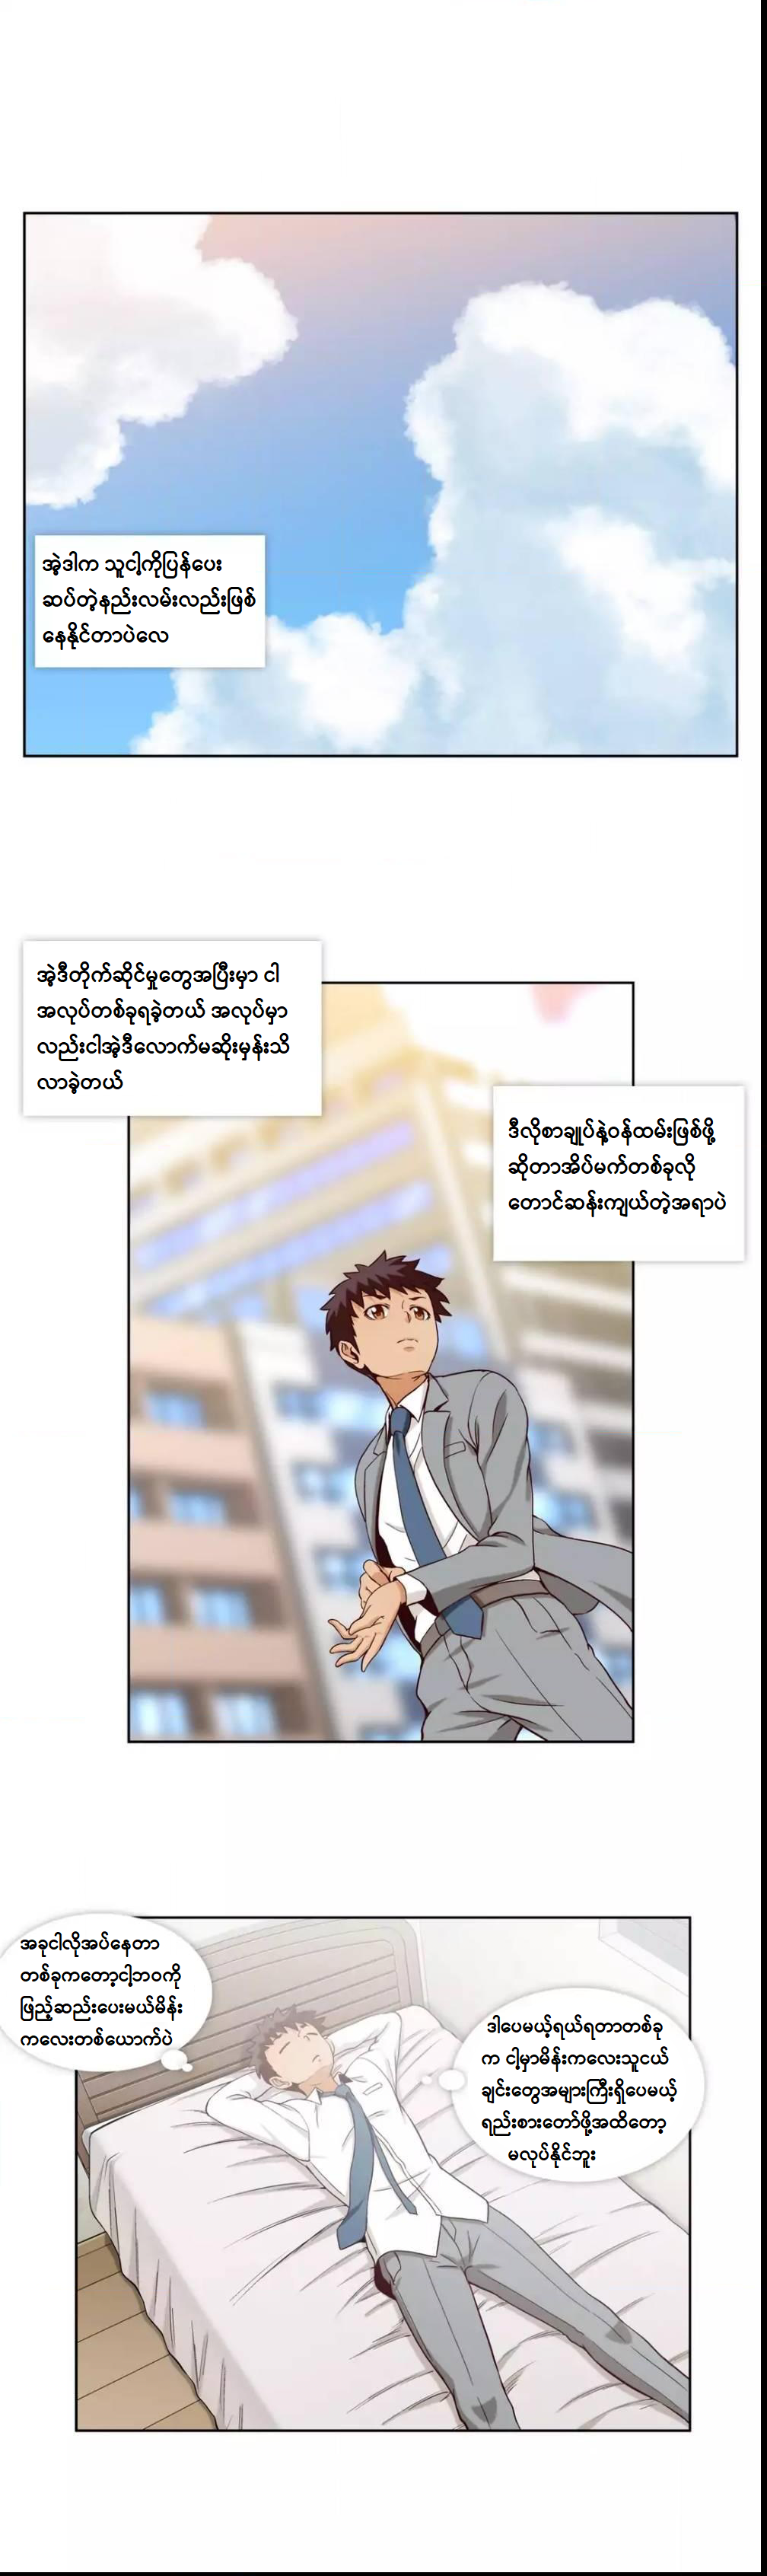 အဲ့ဒါက သူငါ့ကိုပြန်ပေး
ဆပ်တဲ့နည်းလမ်းလည်းဖြစ်
နေနိုင်တာပဲလေ
အဲ့ဒီတိုက်ဆိုင်မှုတွေအပြီးမှာ ငါ
အလုပ်တစ်ခုရခဲ့တယ် အလုပ်မှာ
လည်းငါအဲ့ဒီလောက်မဆိုးမှန်းသိ
လာခဲ့တယ်
ဒီလိုစာချုပ်နဲ့ဝန်ထမ်းဖြစ်ဖို့
ဆိုတာအိပ်မက်တစ်ခုလို
တောင်ဆန်းကျယ်တဲ့အရာပဲ
အခုငါလိုအပ်နေတာ
တစ်ခုကတော့ငါ့ဘဝကို
ဖြည့်ဆည်းပေးမယ်မိန်း
ကလေးတစ်ယောက်ပဲ
ဒါပေမယ့်ရယ်ရတာတစ်ခု
က ငါ့မှာမိန်းကလေးသူငယ်
ချင်းတွေအများကြီးရှိပေမယ့်
ရည်းစားတော်ဖို့အထိတော့
မလုပ်နိုင်ဘူး